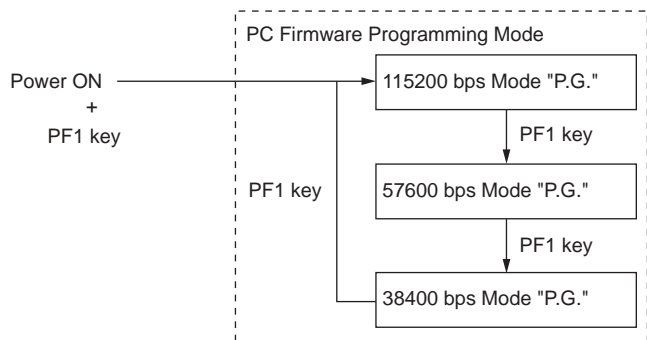 PC Firmware Programming Mode
Power ON
+
PF1 key
115200 bps Mode "P.G."
PF1 key
PF1 key
57600 bps Mode "P.G."
PF1 key
38400 bps Mode "P.G."